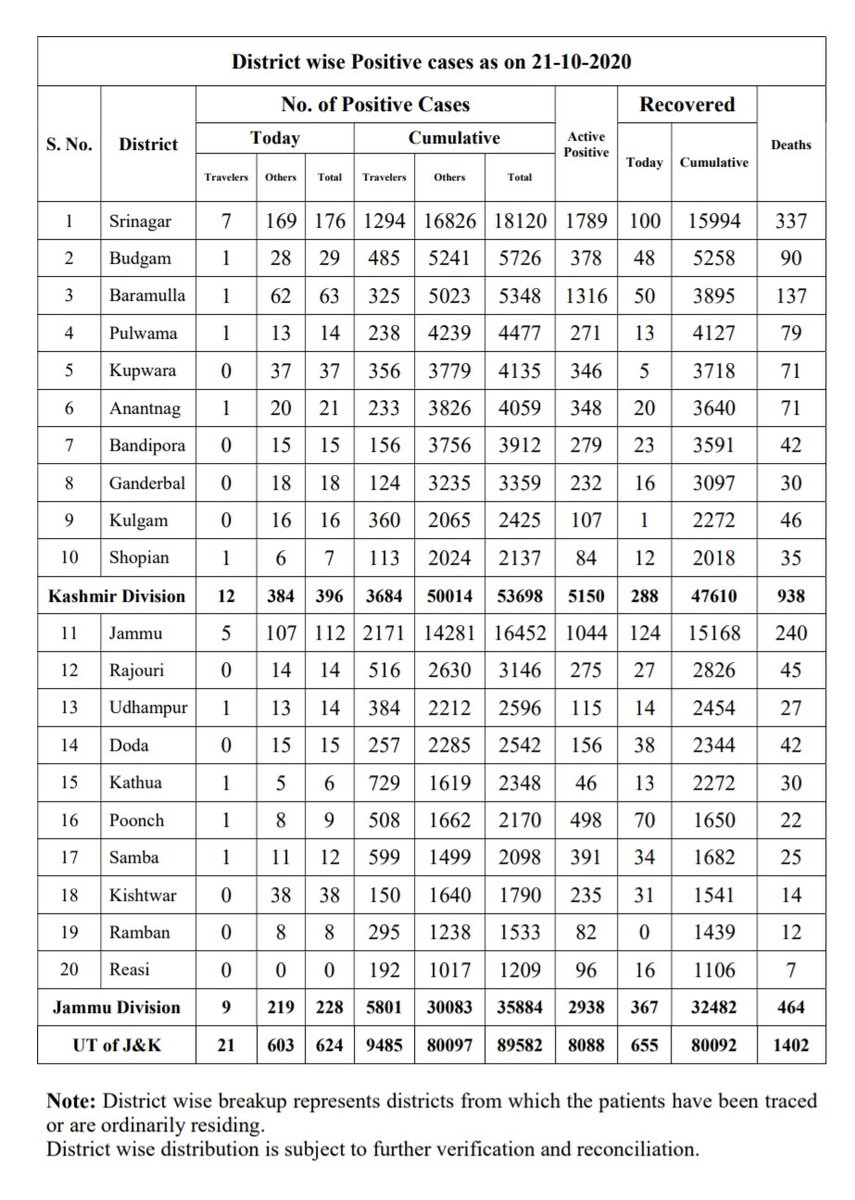 District wise Positive cases as on 21-10-2020
S. No. District No. of Positive Cases Active Positive Recovered Deaths
Today Cumulative Today Cumulative
Travelers Others Total Travelers Others Total
1 Srinagar 7 169 176 1294 16826 18120 1789 100 15994 337
2 Budgam 1 28 29 485 5241 5726 378 48 5258 90
3 Baramulla 1 62 63 325 5023 5348 1316 50 3895 137
4 Pulwama 1 13 14 238 4239 4477 271 13 4127 79
5 Kupwara 0 37 37 356 3779 4135 346 5 3718 71
6 Anantnag 1 20 21 233 3826 4059 348 20 3640 71
7 Bandipora 0 15 15 156 3756 3912 279 23 3591 42
8 Ganderbal 0 18 18 124 3235 3359 232 16 3097 30
9 Kulgam 0 16 16 360 2065 2425 107 1 2272 46
10 Shopian 1 6 7 113 2024 2137 84 12 2018 35
Kashmir Division 12 384 396 3684 50014 53698 5150 288 47610 938
11 Jammu 5 107 112 2171 14281 16452 1044 124 15168 240
12 Rajouri 0 14 14 516 2630 3146 275 27 2826 45
13 Udhampur 1 13 14 384 2212 2596 115 14 2454 27
14 Doda 0 15 15 257 2285 2542 156 38 2344 42
15 Kathua 1 5 6 729 1619 2348 46 13 2272 30
16 Poonch 1 8 9 508 1662 2170 498 70 1650 22
17 Samba 1 11 12 599 1499 2098 391 34 1682 25
18 Kishtwar 0 38 38 150 1640 1790 235 31 1541 14
19 Ramban 0 8 8 295 1238 1533 82 0 1439 12
20 Reasi 0 0 0 192 1017 1209 96 16 1106 7
Jammu Division 9 219 228 5801 30083 35884 2938 367 32482 464
UT of J&K 21 603 624 9485 80097 89582 8088 655 80092 1402
Note: District wise breakup represents districts from which the patients have been traced
or are ordinarily residing.
District wise distribution is subject to further verification and reconciliation.